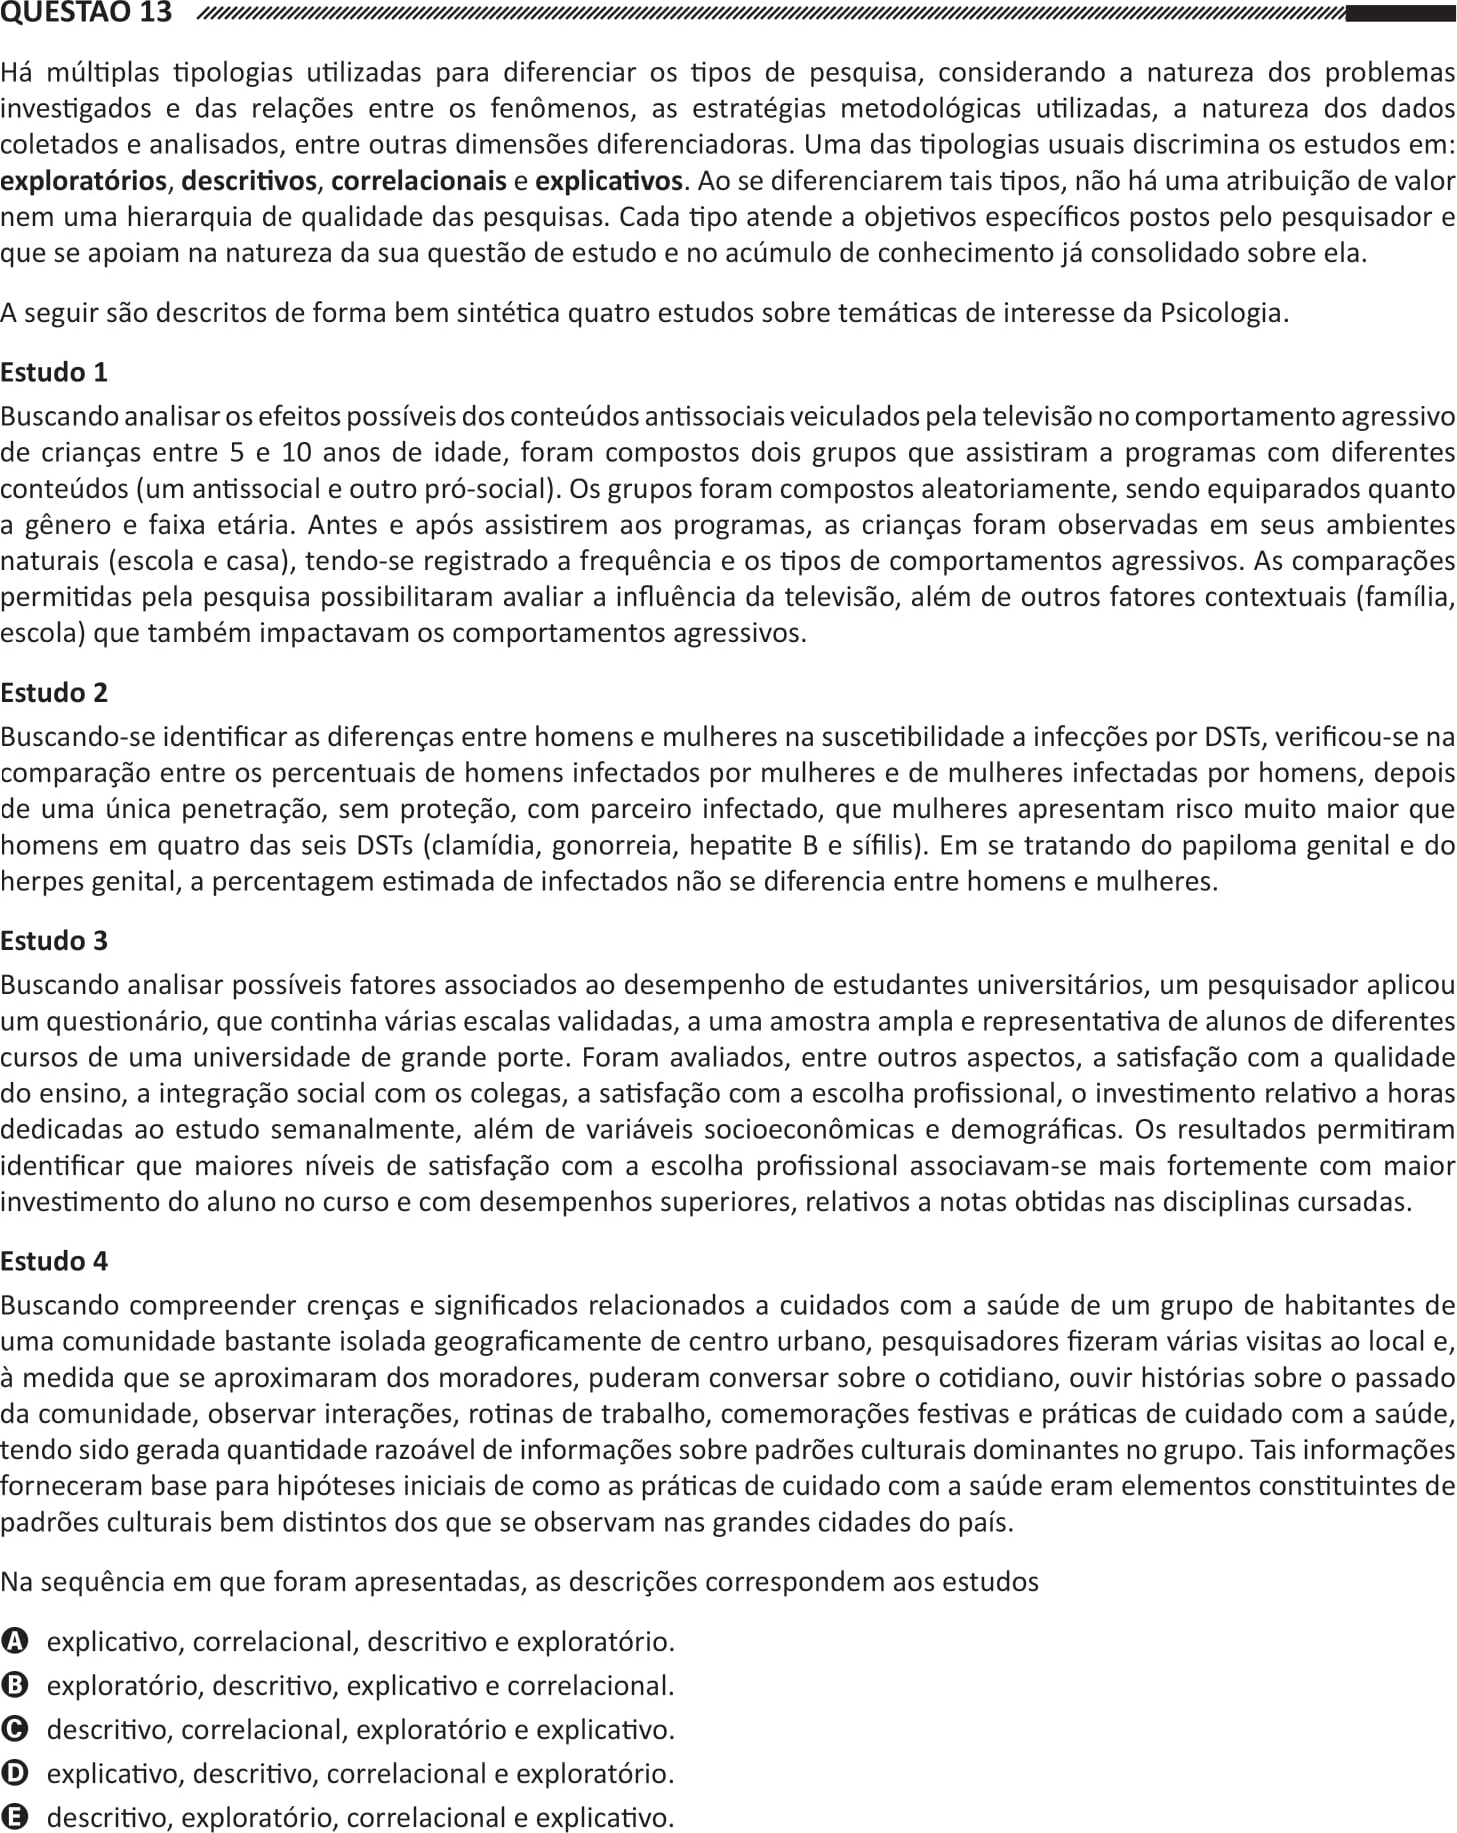 QUESTÃO 13
Há múltiplas tipologias utilizadas para diferenciar os tipos de pesquisa, considerando a natureza dos problemas
investigados e das relações entre os fenômenos, as estratégias metodológicas utilizadas, a natureza dos dados
coletados e analisados, entre outras dimensões diferenciadoras. Uma das tipologias usuais discrimina os estudos em:
exploratórios, descritivos, correlacionais e explicativos. Ao se diferenciarem tais tipos, não há uma atribuição de valor
nem uma hierarquia de qualidade das pesquisas. Cada tipo atende a objetivos específicos postos pelo pesquisador e
que se apoiam na natureza da sua questão de estudo e no acúmulo de conhecimento já consolidado sobre ela.
A seguir são descritos de forma bem sintética quatro estudos sobre temáticas de interesse da Psicologia.
Estudo 1
Buscando analisar os efeitos possíveis dos conteúdos antissociais veiculados pela televisão no comportamento agressivo
de crianças entre 5 e 10 anos de idade, foram compostos dois grupos que assistiram a programas com diferentes
conteúdos (um antissocial e outro pró-social). Os grupos foram compostos aleatoriamente, sendo equiparados quanto
a gênero e faixa etária. Antes e após assistirem aos programas, as crianças foram observadas em seus ambientes
naturais (escola e casa), tendo-se registrado a frequência e os tipos de comportamentos agressivos. As comparações
permitidas pela pesquisa possibilitaram avaliar a influência da televisão, além de outros fatores contextuais (família,
escola) que também impactavam os comportamentos agressivos.
Estudo 2
Buscando-se identificar as diferenças entre homens e mulheres na suscetibilidade a infecções por DSTs, verificou-se na
comparação entre os percentuais de homens infectados por mulheres e de mulheres infectadas por homens, depois
de uma única penetração, sem proteção, com parceiro infectado, que mulheres apresentam risco muito maior que
homens em quatro das seis DSTs (clamídia, gonorreia, hepatite B e sífilis). Em se tratando do papiloma genital e do
herpes genital, a percentagem estimada de infectados não se diferencia entre homens e mulheres.
Estudo 3
Buscando analisar possíveis fatores associados ao desempenho de estudantes universitários, um pesquisador aplicou
um questionário, que continha várias escalas validadas, a uma amostra ampla e representativa de alunos de diferentes
cursos de uma universidade de grande porte. Foram avaliados, entre outros aspectos, a satisfação com a qualidade
do ensino, a integração social com os colegas, a satisfação com a escolha profissional, o investimento relativo a horas
dedicadas ao estudo semanalmente, além de variáveis socioeconômicas e demográficas. Os resultados permitiram
identificar que maiores níveis de satisfação com a escolha profissional associavam-se mais fortemente com maior
investimento do aluno no curso e com desempenhos superiores, relativos a notas obtidas nas disciplinas cursadas.
Estudo 4
Buscando compreender crenças e significados relacionados a cuidados com a saúde de um grupo de habitantes de
uma comunidade bastante isolada geograficamente de centro urbano, pesquisadores fizeram várias visitas ao local e,
à medida que se aproximaram dos moradores, puderam conversar sobre o cotidiano, ouvir histórias sobre o passado
da comunidade, observar interações, rotinas de trabalho, comemorações festivas e práticas de cuidado com a saúde,
tendo sido gerada quantidade razoável de informações sobre padrões culturais dominantes no grupo. Tais informações
forneceram base para hipóteses iniciais de como as práticas de cuidado com a saúde eram elementos constituintes de
padrões culturais bem distintos dos que se observam nas grandes cidades do país.
Na sequência em que foram apresentadas, as descrições correspondem aos estudos
A explicativo, correlacional, descritivo e exploratório.
B exploratório, descritivo, explicativo e correlacional.
C descritivo, correlacional, exploratório e explicativo.
D explicativo, descritivo, correlacional e exploratório.
E descritivo, exploratório, correlacional e explicativo.